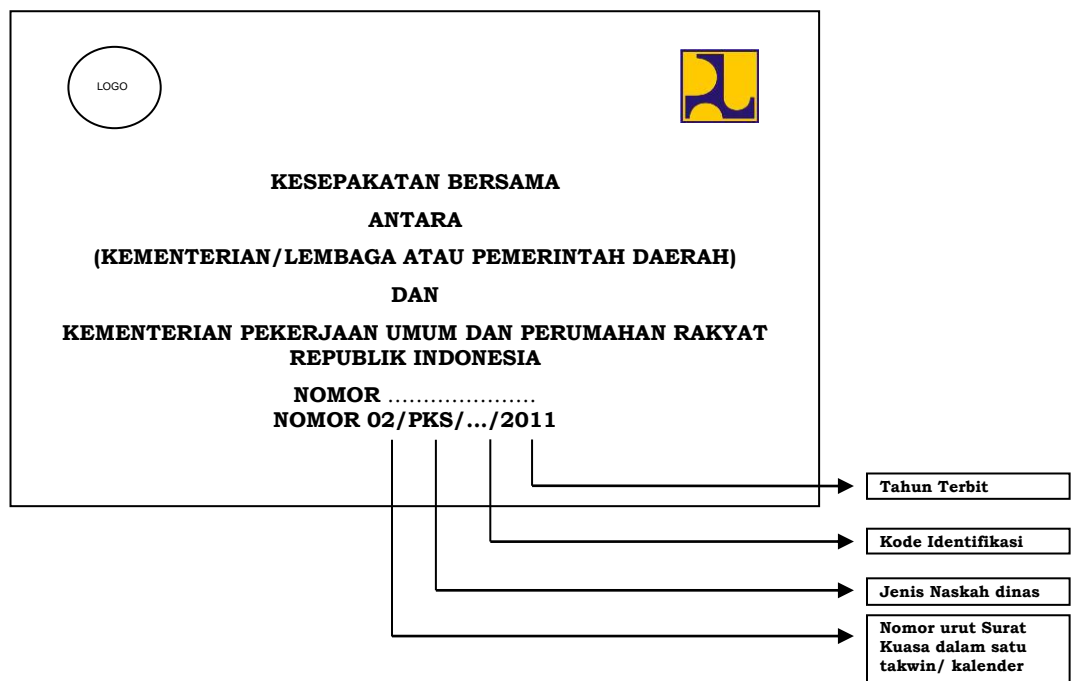 LOGO
KESEPAKATAN BERSAMA
ANTARA
(KEMENTERIAN/LEMBAGA ATAU PEMERINTAH DAERAH)
DAN
KEMENTERIAN PEKERJAAN UMUM DAN PERUMAHAN RAKYAT
REPUBLIK INDONESIA
NOMOR .....................
NOMOR 02/PKS/.../2011
Tahun Terbit
Kode Identifikasi
Jenis Naskah dinas
Nomor urut Surat
Kuasa dalam satu
takwin/ kalender